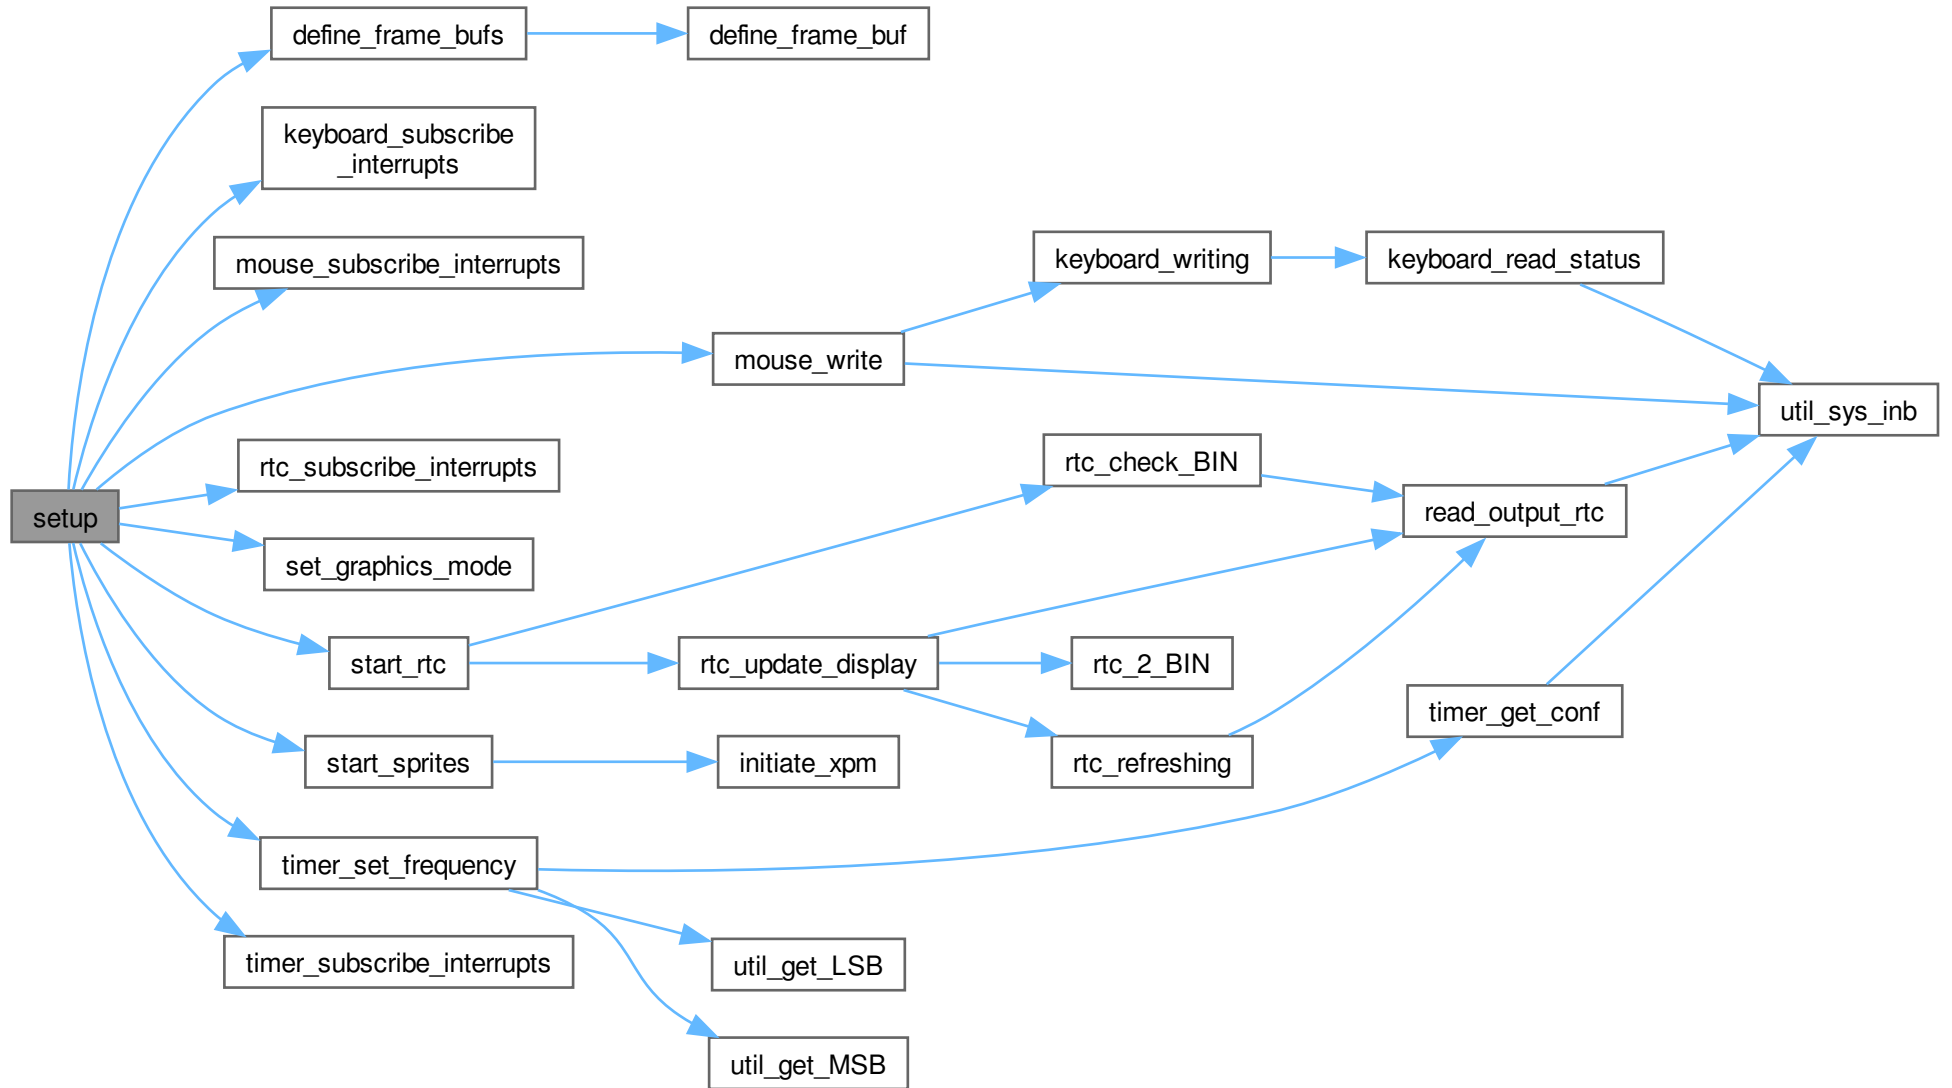 define_frame_bufs
define_frame_buf
keyboard_subscribe
_interrupts
mouse_subscribe_interrupts
keyboard_writing
keyboard_read_status
mouse_write
util_sys_inb
rtc_subscribe_interrupts
rtc_check_BIN
setup
read_output_rtc
set_graphics_mode
start_rtc
rtc_update_display
rtc_2_BIN
timer_get_conf
start_sprites
initiate_xpm
rtc_refreshing
timer_set_frequency
timer_subscribe_interrupts
util_get_LSB
util_get_MSB